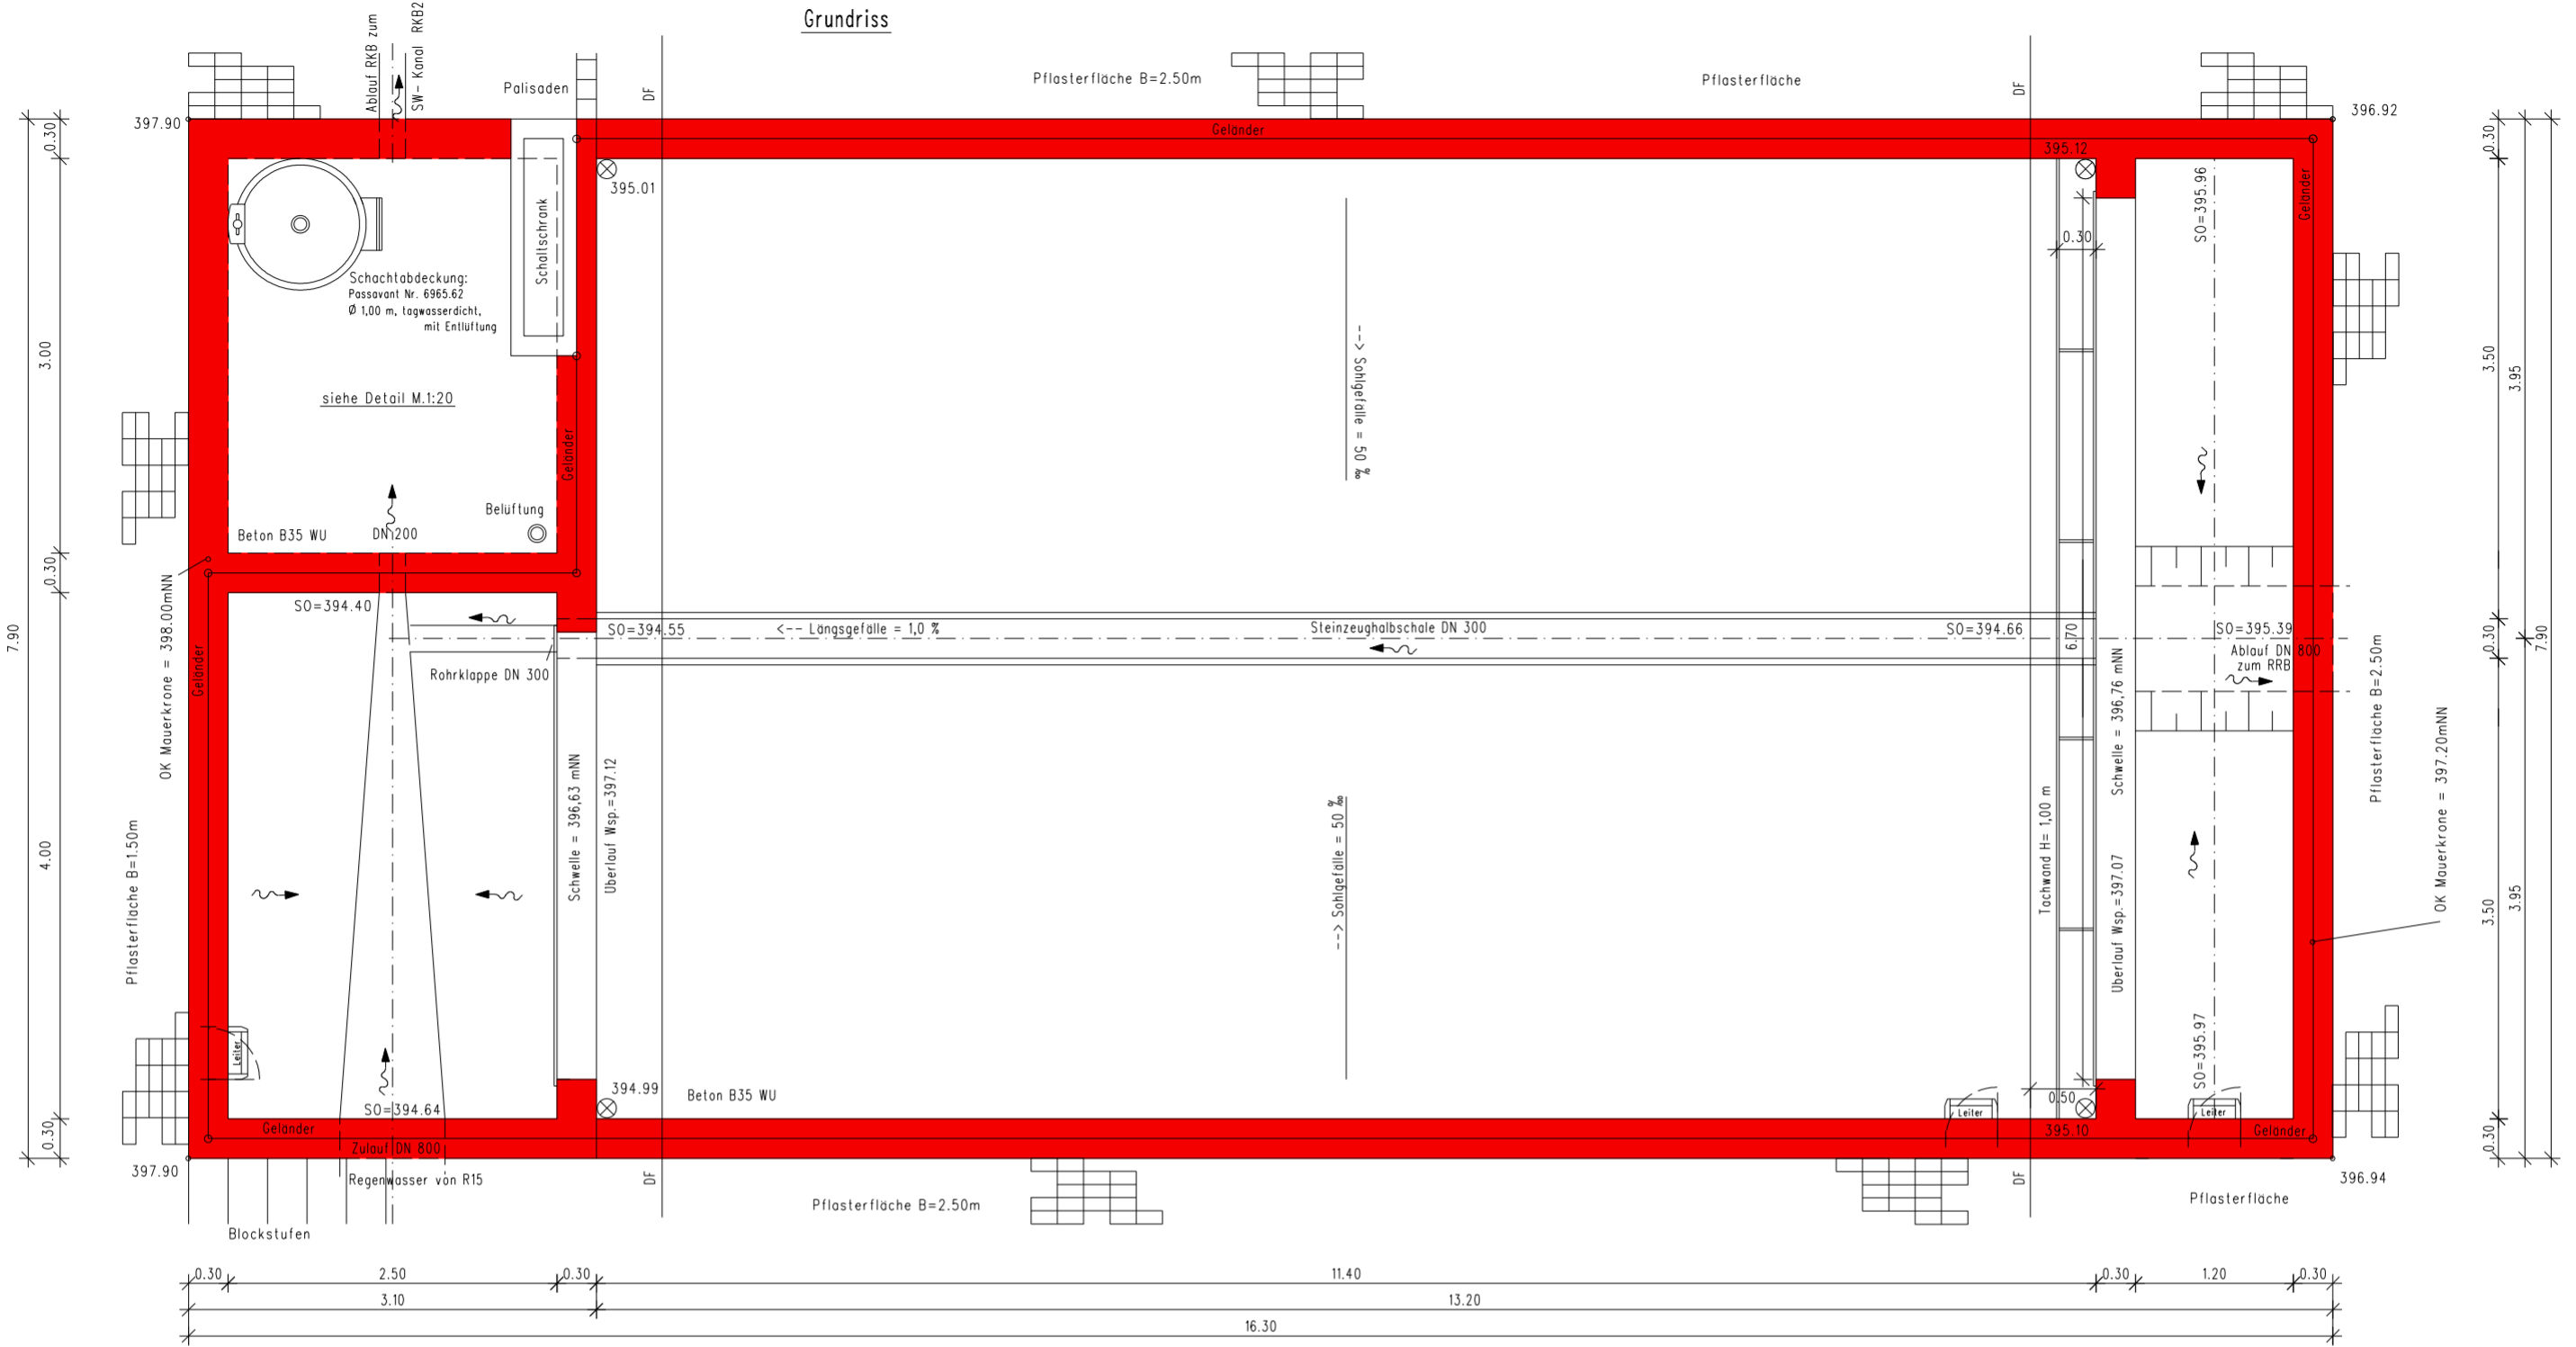 Grundriss
Ablauf RKB zum
SW- Kanal RKB2
Palisaden
DF
Pflasterfläche B=2.50m
Pflasterfläche
DF
397.90
396.92
Geländer
395.12
395.01
Schaltschrank
Schachtabdeckung:
Passavant Nr. 6965.62
Ø 1,00 m, tagwasserdicht,
mit Entlüftung
siehe Detail M.1:20
Geländer
Belüftung
Beton B35 WU
DN 200
--> Sohlgefälle = 50 ‰
0.30
SO=395.96
Geländer
0.30
3.00
0.30
4.00
0.30
7.90
0.30
3.50
0.30
3.50
0.30
3.95
3.95
7.90
OK Mauerkrone = 398.00mNN
Geländer
SO=394.40
SO=394.55
<-- Längsgefälle = 1,0 %
Steinzeughalbschale DN 300
SO=394.66
6.70
SO=395.39
Ablauf DN 800
zum RRB
Rohrklappe DN 300
Schwelle = 396,63 mNN
Überlauf Wsp.=397.12
--> Sohlgefälle = 50 ‰
Tachwand H= 1,00 m
Schwelle = 396,76 mNN
Überlauf Wsp.=397.07
Pflasterfläche B=2.50m
OK Mauerkrone = 397.20mNN
Pflasterfläche B=1.50m
Leiter
SO=394.64
394.99
Beton B35 WU
SO=395.97
0.50
Leiter
Leiter
Geländer
Zulauf DN 800
395.10
Geländer
397.90
Regenwasser von R15
DF
DF
396.94
Pflasterfläche B=2.50m
Pflasterfläche
Blockstufen
0.30
2.50
0.30
11.40
0.30
1.20
0.30
3.10
13.20
16.30